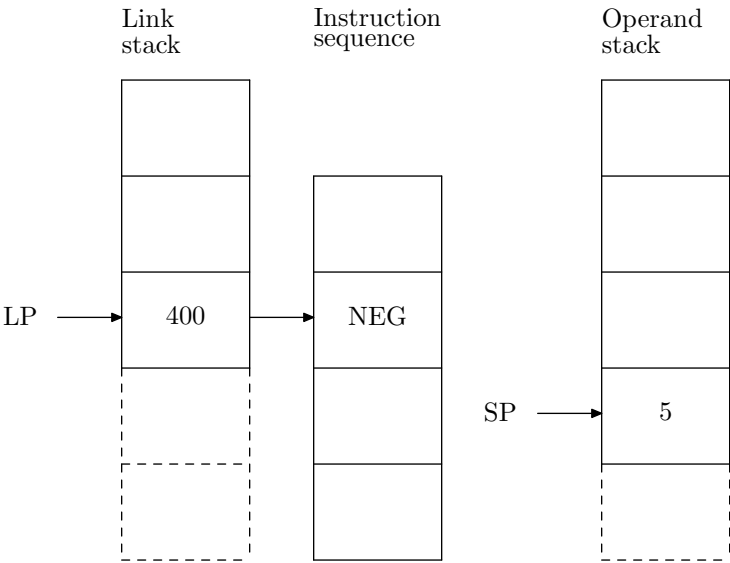 Link
stack
Instruction
sequence
Operand
stack
LP
400
NEG
SP
5